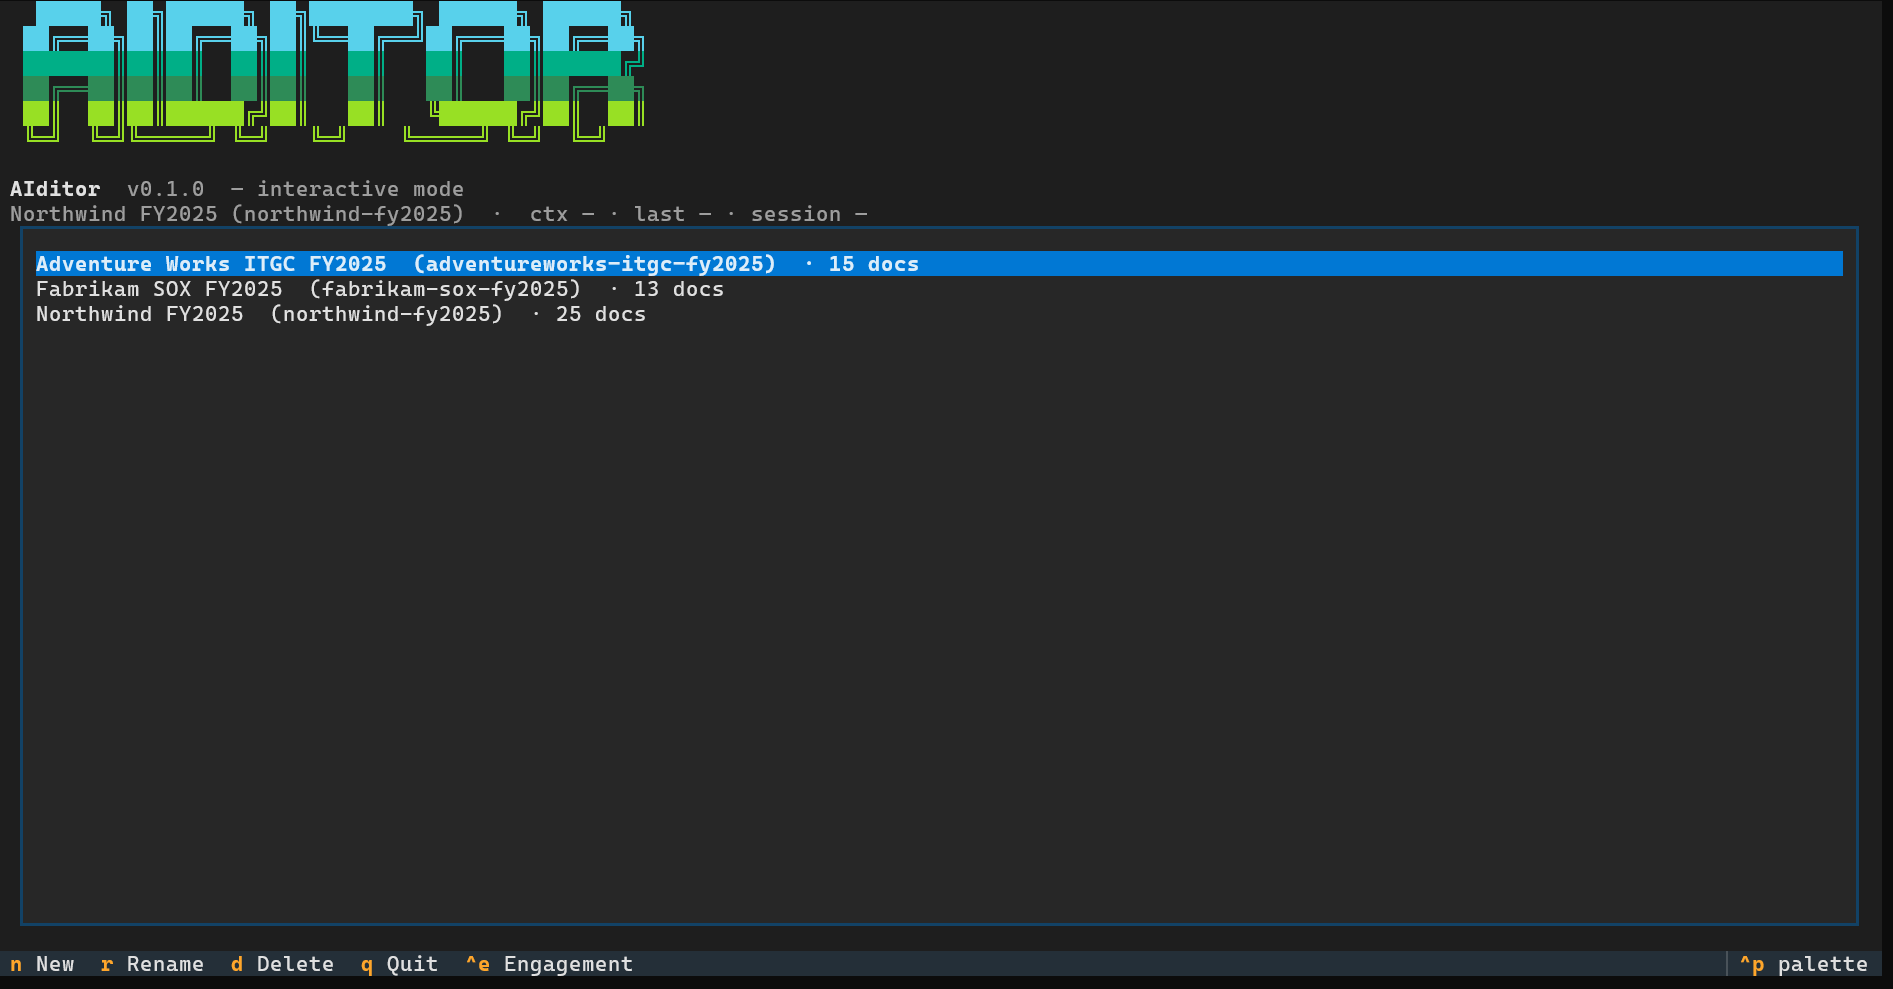 AIDITOR
AIditor v0.1.0 — interactive mode
Northwind FY2025 (northwind-fy2025) · ctx — · last — · session —
Adventure Works ITGC FY2025 (adventureworks-itgc-fy2025) · 15 docs
Fabrikam SOX FY2025 (fabrikam-sox-fy2025) · 13 docs
Northwind FY2025 (northwind-fy2025) · 25 docs
n New r Rename d Delete q Quit ^e Engagement ^p palette